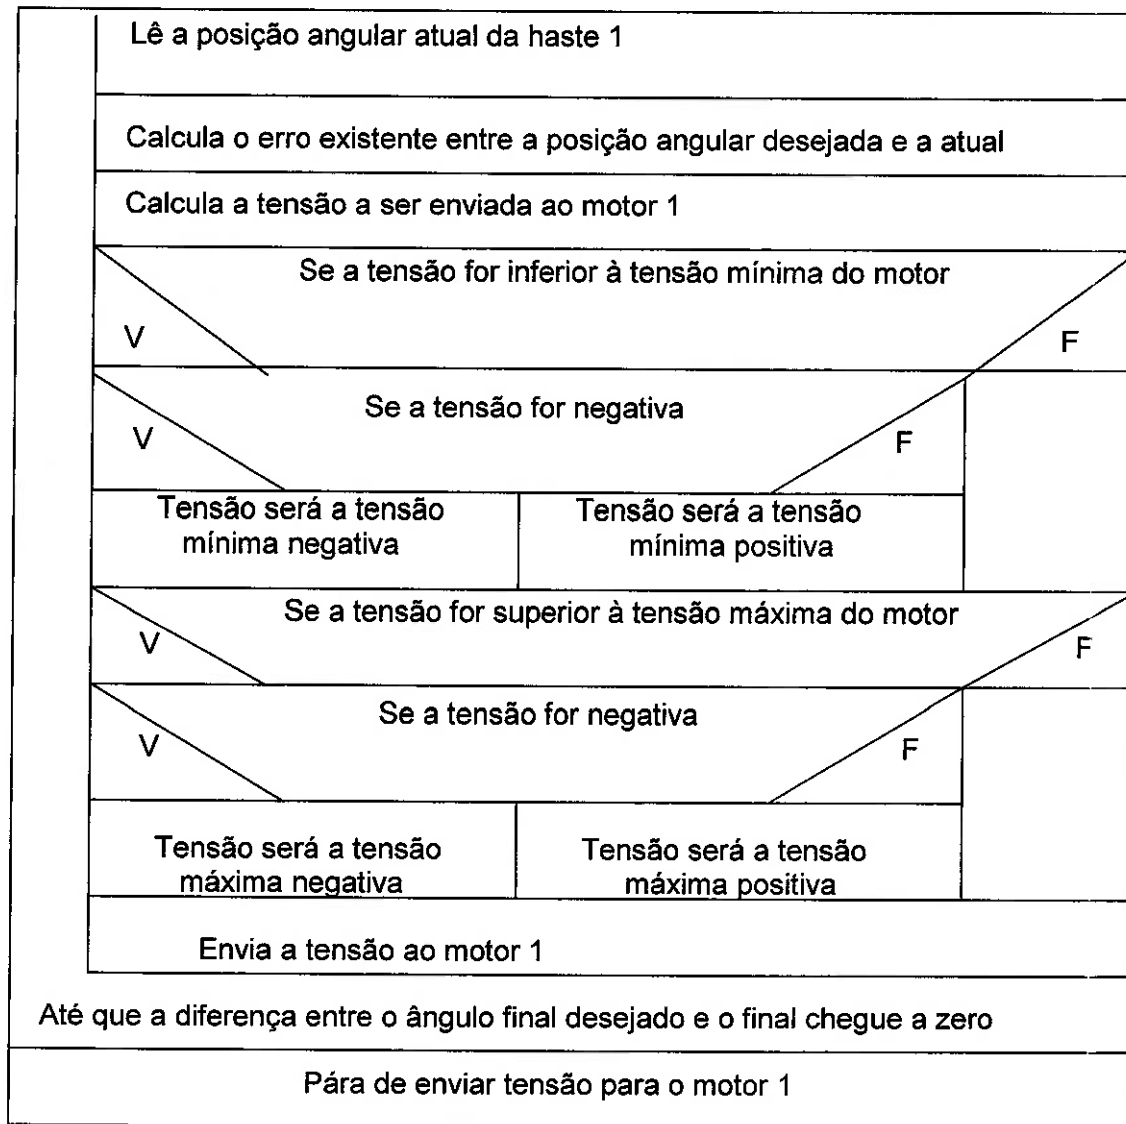 Lê a posição angular atual da haste 1
Calcula o erro existente entre a posição angular desejada e a atual
Calcula a tensão a ser enviada ao motor 1
Se a tensão for inferior à tensão mínima do motor
V
F
Se a tensão for negativa
V
F
Tensão será a tensão
mínima negativa
Tensão será a tensão
mínima positiva
Se a tensão for superior à tensão máxima do motor
V
F
Se a tensão for negativa
V
F
Tensão será a tensão
máxima negativa
Tensão será a tensão
máxima positiva
Envia a tensão ao motor 1
Até que a diferença entre o ângulo final desejado e o final chegue a zero
Pára de enviar tensão para o motor 1